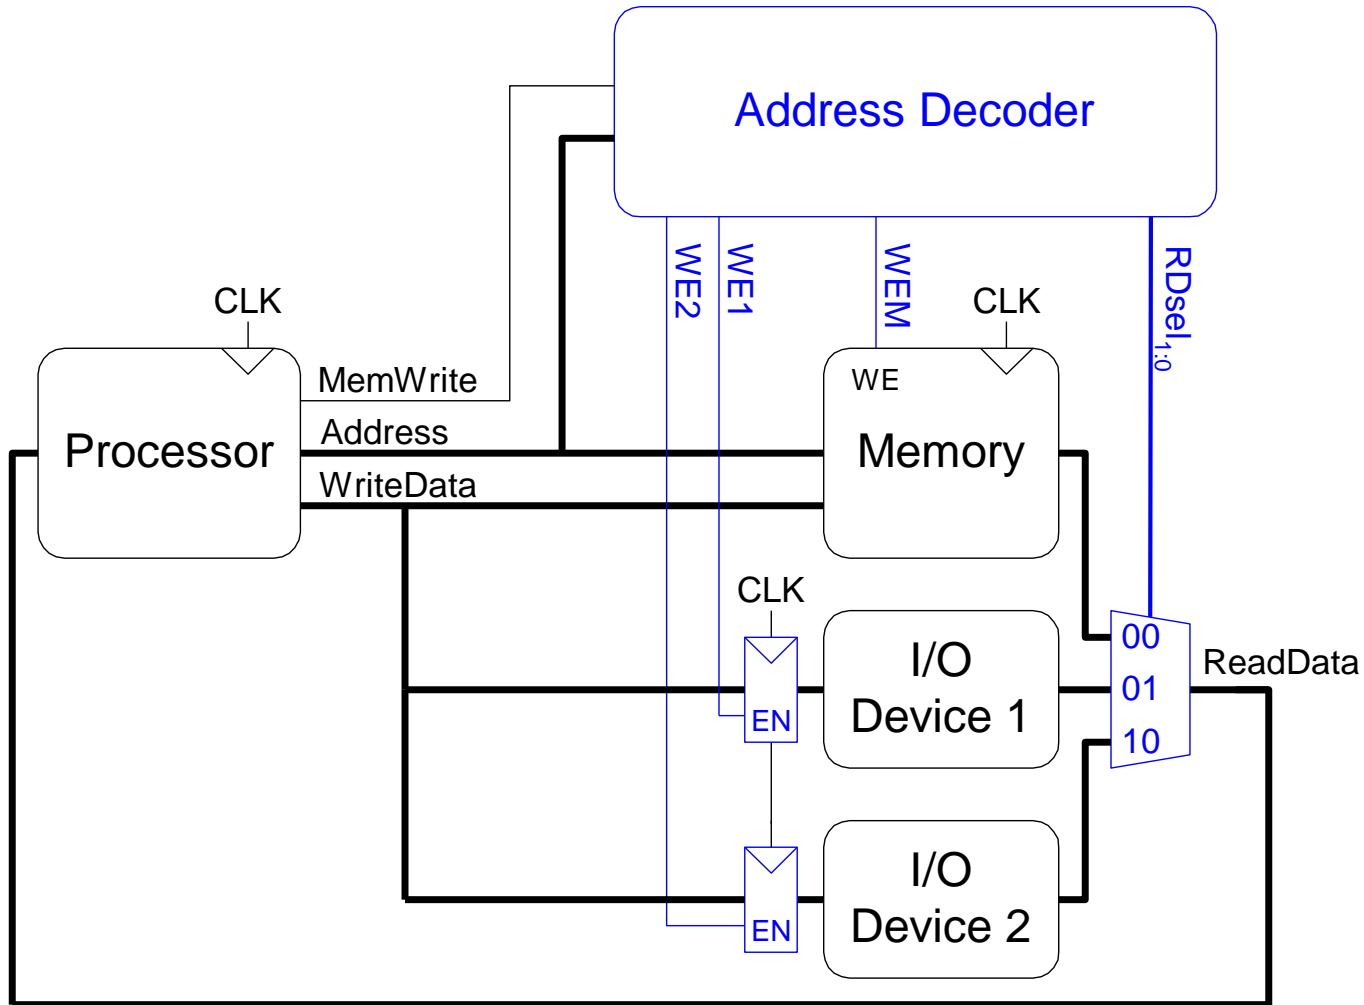 Address Decoder
WE2
WE1
WEM
RDsel1:0
CLK
CLK
MemWrite
WE
Processor
Address
Memory
WriteData
CLK
I/O
Device 1
EN
00
01
10
ReadData
I/O
Device 2
EN